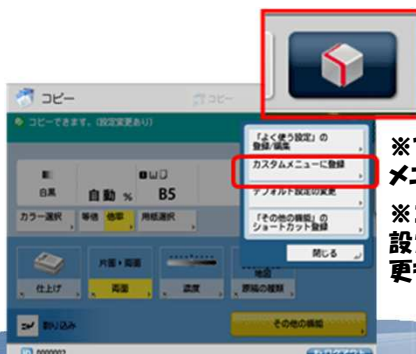 コピー
コピー
コピーできます。(設定変更あり)
「よく使う設定」の
登録/編集
カスタムメニューに登録
デフォルト設定の変更
「その他の機能」の
ショートカット登録
閉じる
白黒
自動 %
B5
カラー選択
等倍
倍率
用紙選択
片面▸両面
仕上げ
両面
濃度
原稿の種類
地図
割り込み
その他の機能
※
メニ
※
設定
更